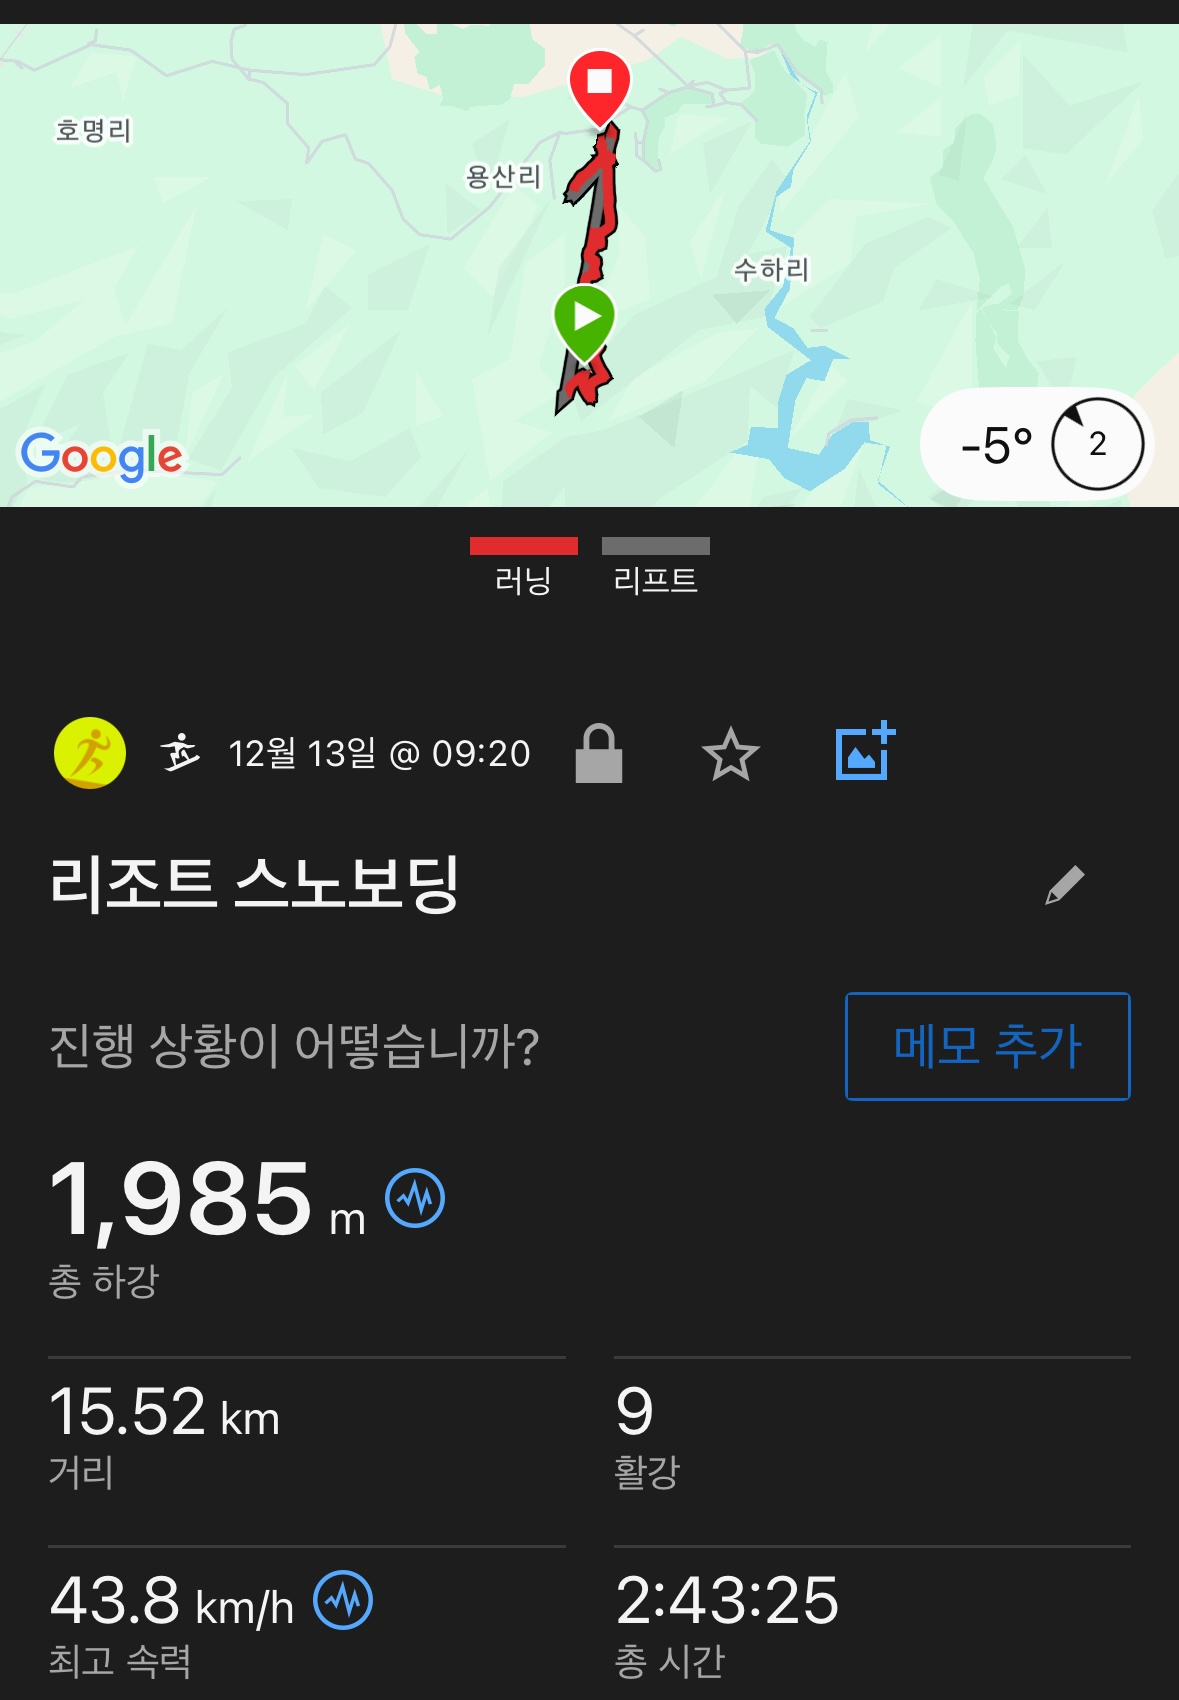 호명리
용산리
수하리
Google
-5° 2
러닝 리프트
12월 13일 @ 09:20
리조트 스노보딩
진행 상황이 어떻습니까?
메모 추가
1,985 m
총 하강
15.52 km
거리
9
활강
43.8 km/h
최고 속력
2:43:25
총 시간